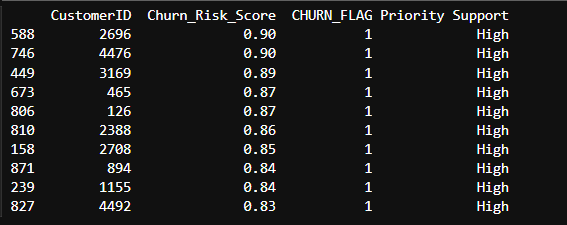 CustomerID Churn_Risk_Score CHURN_FLAG Priority Support
588 2696 0.90 1 High
746 4476 0.90 1 High
449 3169 0.89 1 High
673 465 0.87 1 High
806 126 0.87 1 High
810 2388 0.86 1 High
158 2708 0.85 1 High
871 894 0.84 1 High
239 1155 0.84 1 High
827 4492 0.83 1 High